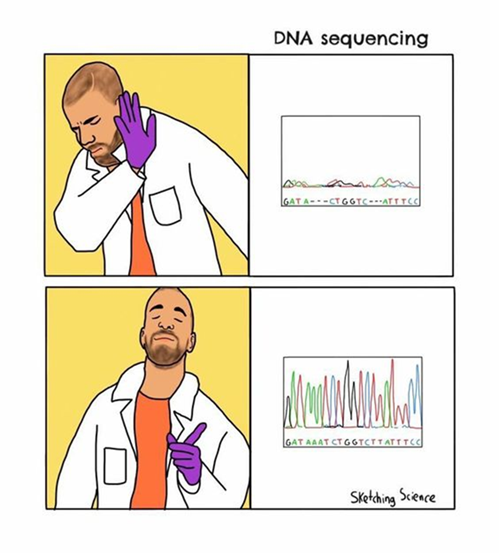 DNA sequencing
GATA---CTGGTC---ATTTCC
GATAAATCTGGTCTTATTTCC
Sketching Science